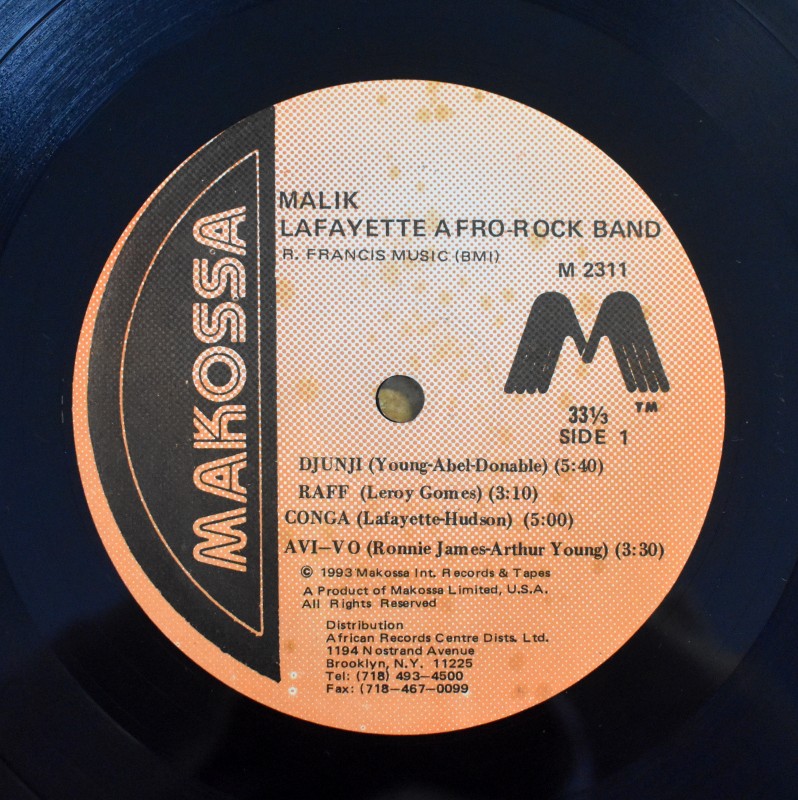 MAKOSSA
MALIK
LAFAYETTE AFRO-ROCK BAND
R. FRANCIS MUSIC (BMI)
M 2311
M
TM
33⅓
SIDE 1
DJUNJI (Young-Abel-Donable) (5:40)
RAFF (Leroy Gomes) (3:10)
CONGA (Lafayette-Hudson) (5:00)
AVI–VO (Ronnie James-Arthur Young) (3:30)
© 1993 Makossa Int. Records & Tapes
A Product of Makossa Limited, U.S.A.
All Rights Reserved
Distribution
African Records Centre Dists. Ltd.
1194 Nostrand Avenue
Brooklyn, N.Y. 11225
Tel: (718) 493–4500
Fax: (718–467–0099